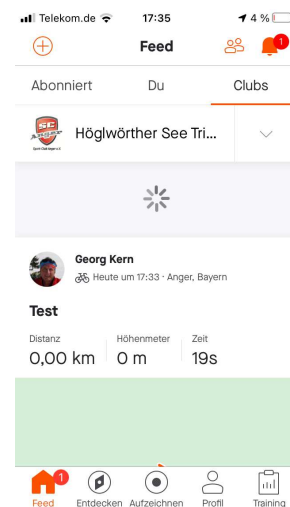 Telekom.de 17:35 4 %
Feed
1
Abonniert Du Clubs
SC
Höglwörther See Tri...
Georg Kern
Heute um 17:33 · Anger, Bayern
Test
Distanz Höhenmeter Zeit
0,00 km 0 m 19s
1
Feed Entdecken Aufzeichnen Profil Training